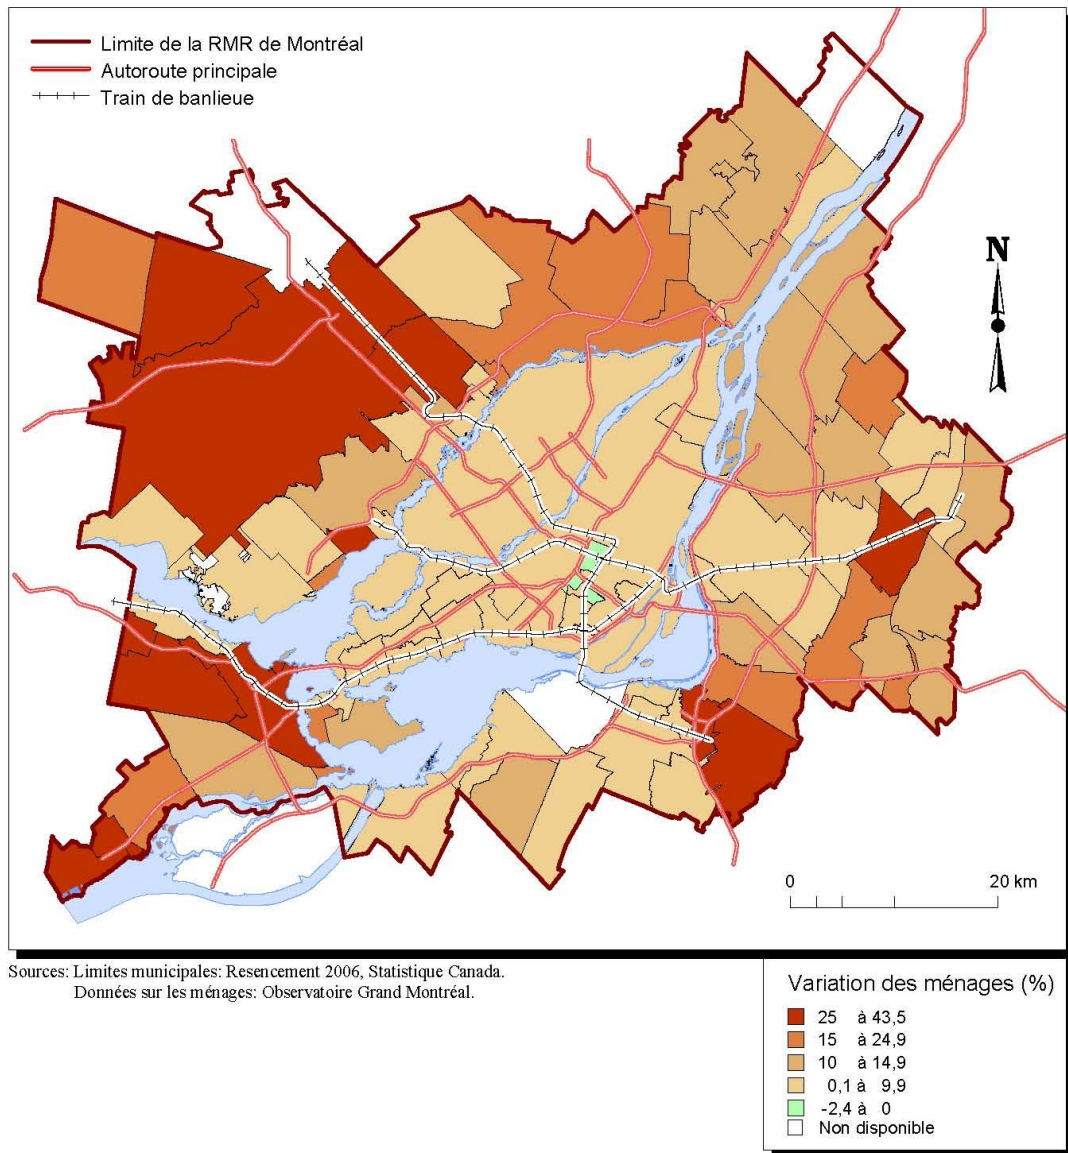 Limite de la RMR de Montréal
Autoroute principale
Train de banlieue
N
0 20 km
Sources: Limites municipales: Resencement 2006, Statistique Canada.
Données sur les ménages: Observatoire Grand Montréal.
Variation des ménages (%)
25 à 43,5
15 à 24,9
10 à 14,9
0,1 à 9,9
-2,4 à 0
Non disponible